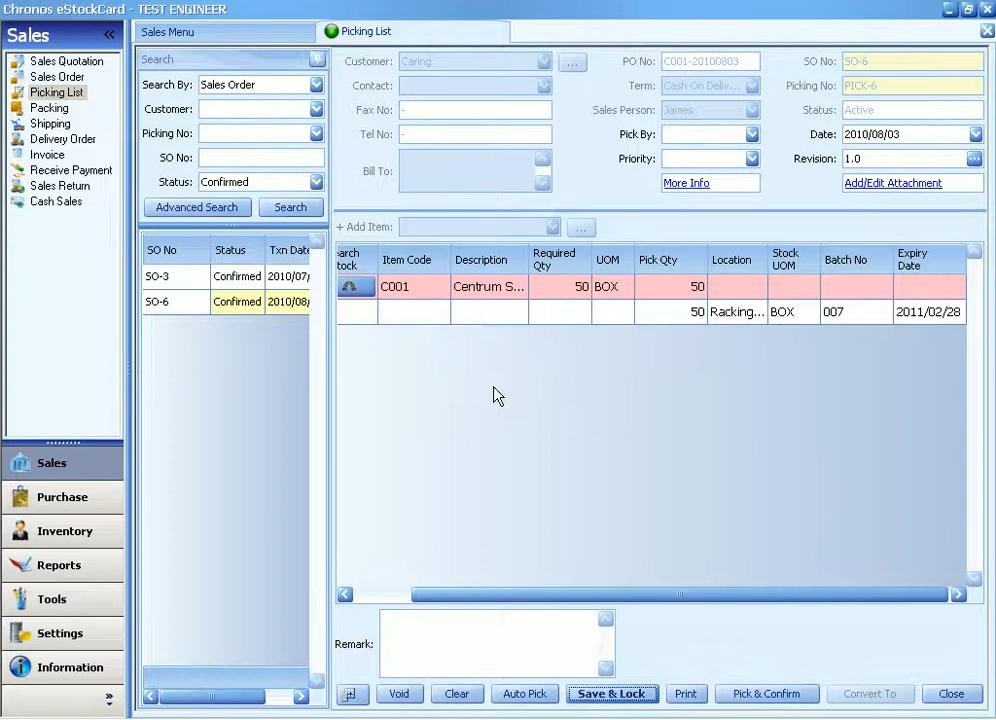 Chronos eStockCard - TEST ENGINEER
Sales
«
Sales Menu
Picking List
Sales Quotation
Sales Order
Picking List
Packing
Shipping
Delivery Order
Invoice
Receive Payment
Sales Return
Cash Sales
Search
Search By: Sales Order
Customer:
Picking No:
SO No:
Status: Confirmed
Advanced Search Search
Customer: Caring ... PO No: C001-20100803 SO No: SO-6
Contact: Term: Cash On Deliv... Picking No: PICK-6
Fax No: - Sales Person: James Status: Active
Tel No: - Pick By: Date: 2010/08/03
Bill To: Priority: Revision: 1.0 ...
More Info Add/Edit Attachment
+ Add Item: ...
SO No Status Txn Date
SO-3 Confirmed 2010/07/
SO-6 Confirmed 2010/08/
arch tock Item Code Description Required Qty UOM Pick Qty Location Stock UOM Batch No Expiry Date
C001 Centrum S... 50 BOX 50
50 Racking... BOX 007 2011/02/28
Sales
Purchase
Inventory
Reports
Tools
Settings
Information
»
Remark:
Void Clear Auto Pick Save & Lock Print Pick & Confirm Convert To Close